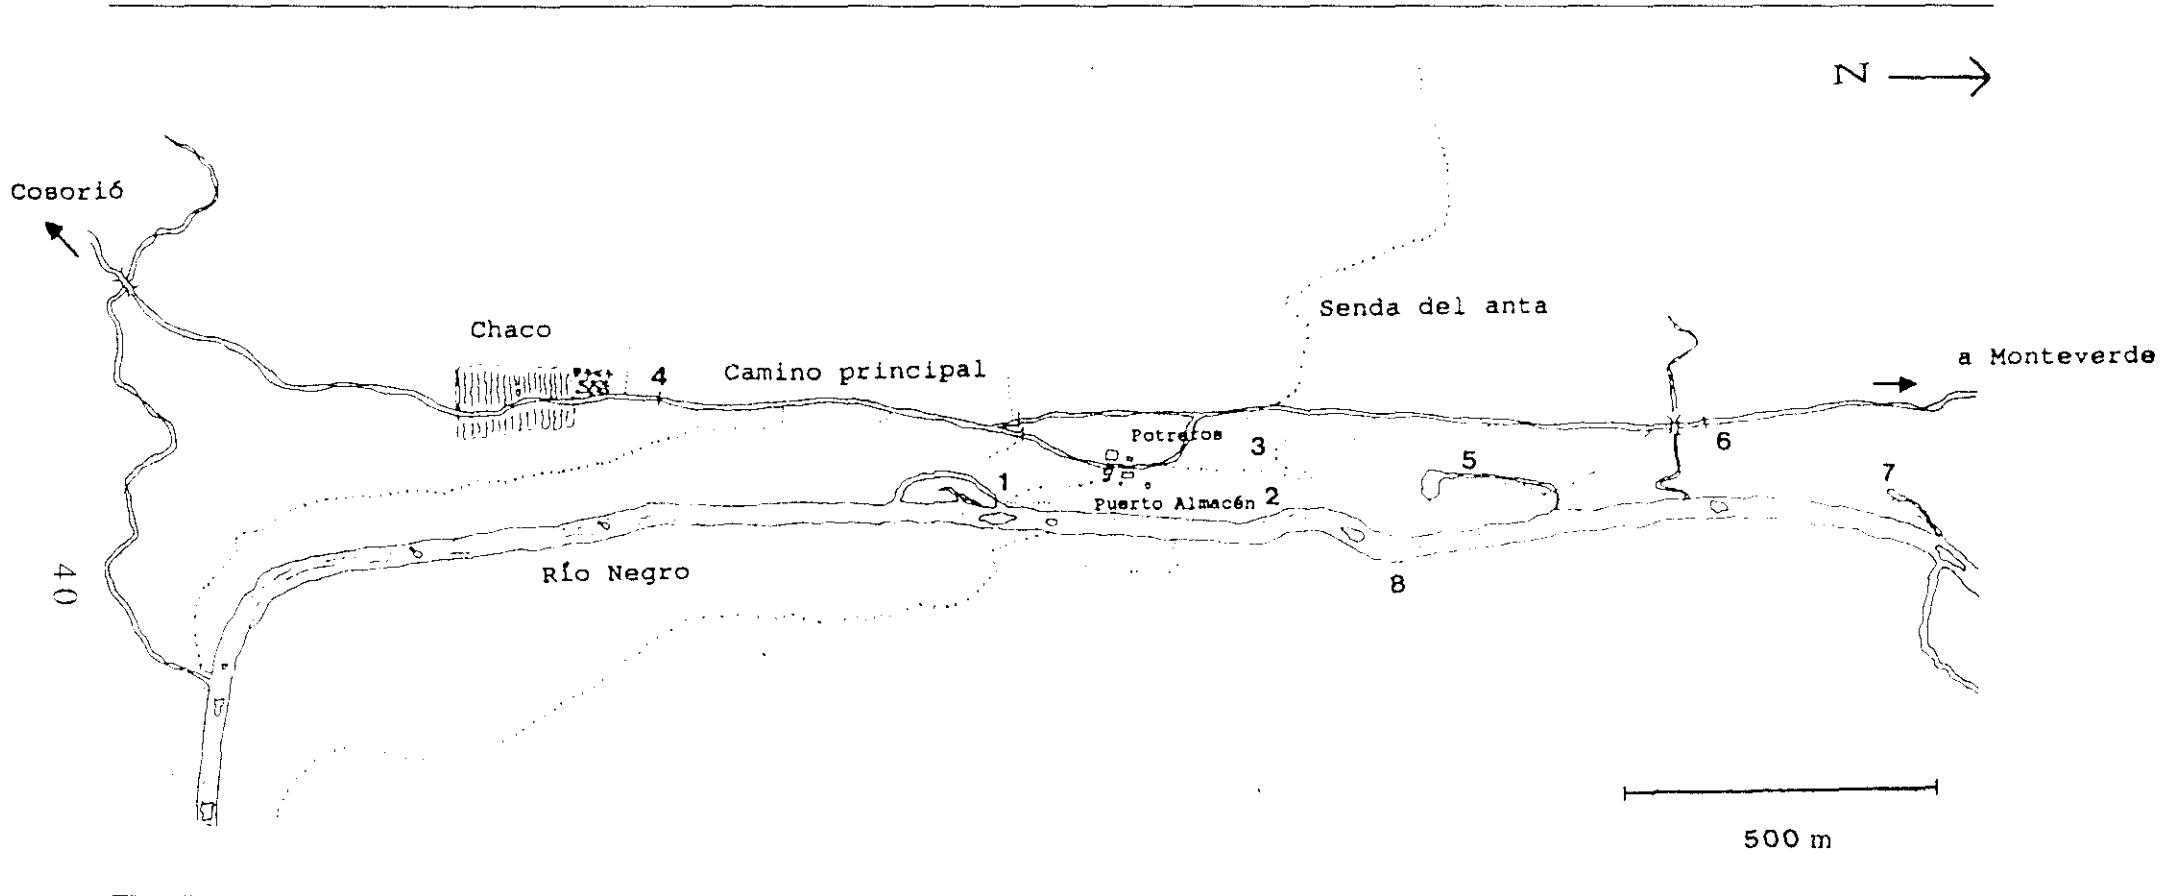 N
Cosorió
Senda del anta
Chaco
a Monteverde
4
Camino principal
6
Potreros
3
5
7
1
Puerto Almacén
2
Río Negro
8
40
500 m